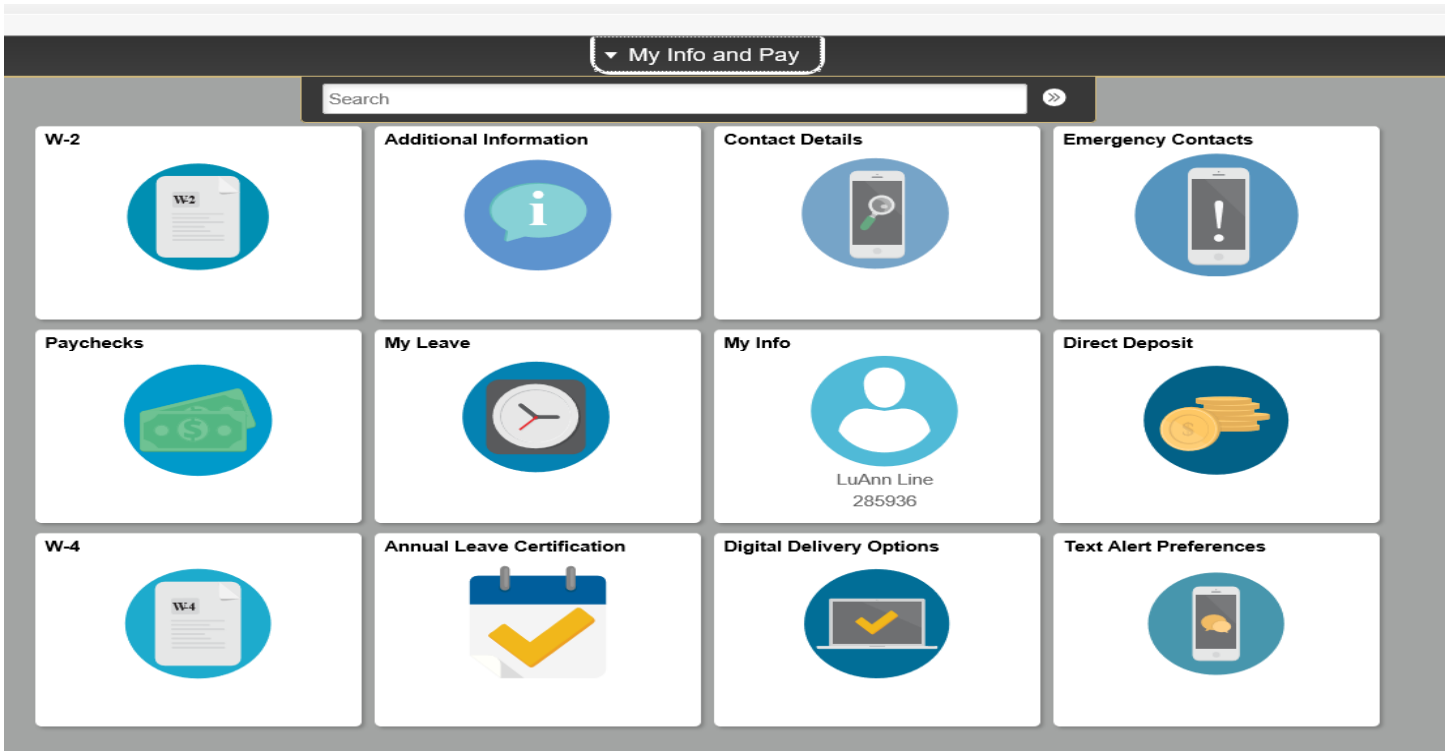 My Info and Pay
Search
W-2
Additional Information
Contact Details
Emergency Contacts
W-2
i
!
Paychecks
My Leave
My Info
Direct Deposit
$
$
LuAnn Line
285936
W-4
Annual Leave Certification
Digital Delivery Options
Text Alert Preferences
W-4